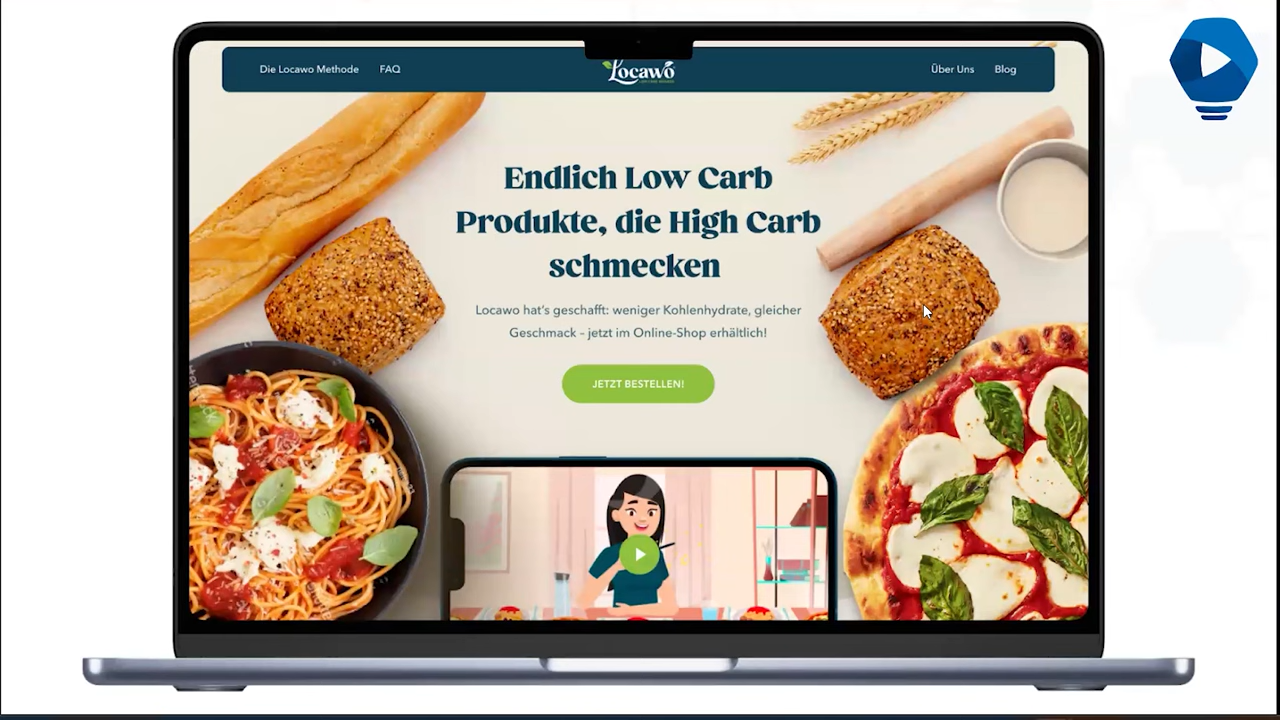 Die Locawo Methode
FAQ
Locawo
Über Uns
Blog
Endlich Low Carb
Produkte, die High Carb
schmecken
Locawo hat's geschafft: weniger Kohlenhydrate, gleicher
Geschmack – jetzt im Online-Shop erhältlich!
JETZT BESTELLEN!